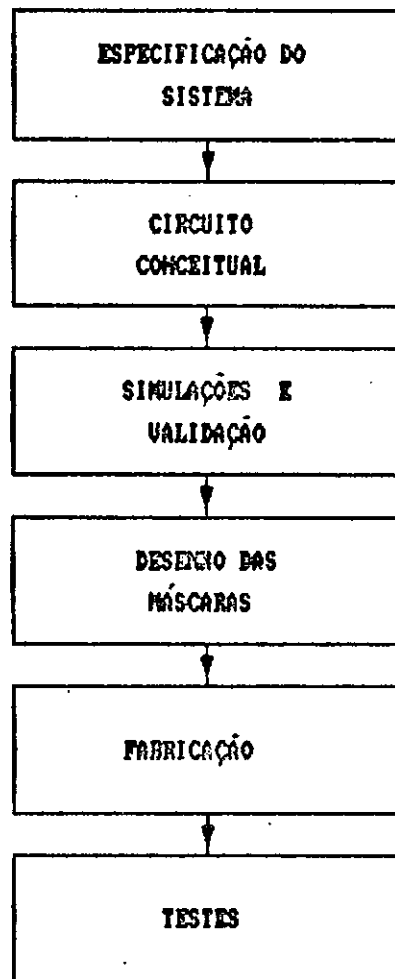 ESPECIFICAÇÃO DO
SISTEMA
CIRCUITO
CONCEITUAL
SIMULAÇÕES E
VALIDAÇÃO
DESENHO DAS
MÁSCARAS
FABRICAÇÃO
TESTES